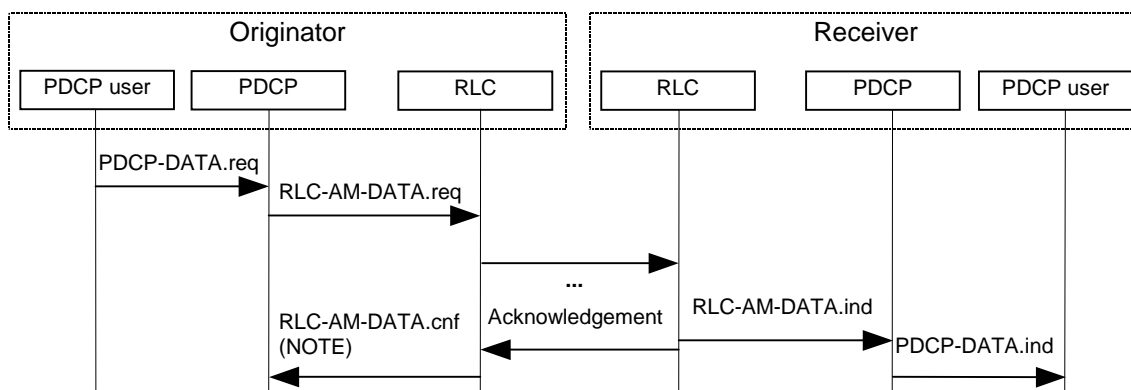 Originator
Receiver
PDCP user
PDCP
RLC
RLC
PDCP
PDCP user
PDCP-DATA.req
RLC-AM-DATA.req
...
RLC-AM-DATA.cnf
(NOTE)
Acknowledgement
RLC-AM-DATA.ind
PDCP-DATA.ind